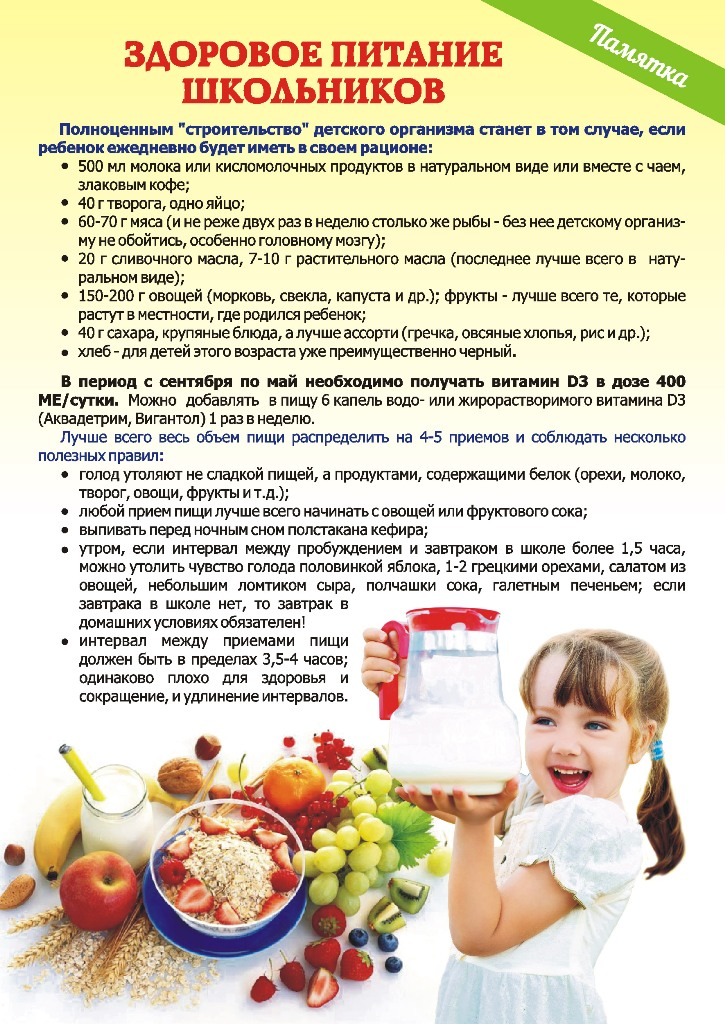 Памятка
ЗДОРОВОЕ ПИТАНИЕ
ШКОЛЬНИКОВ
Полноценным "строительство" детского организма станет в том случае, если
ребенок ежедневно будет иметь в своем рационе:
• 500 мл молока или кисломолочных продуктов в натуральном виде или вместе с чаем,
злаковым кофе;
• 40 г творога, одно яйцо;
• 60-70 г мяса (и не реже двух раз в неделю столько же рыбы - без нее детскому организ-
му не обойтись, особенно головному мозгу);
• 20 г сливочного масла, 7-10 г растительного масла (последнее лучше всего в нату-
ральном виде);
• 150-200 г овощей (морковь, свекла, капуста и др.); фрукты - лучше всего те, которые
растут в местности, где родился ребенок;
• 40 г сахара, крупяные блюда, а лучше ассорти (гречка, овсяные хлопья, рис и др.);
• хлеб - для детей этого возраста уже преимущественно черный.
В период с сентября по май необходимо получать витамин D3 в дозе 400
МЕ/сутки. Можно добавлять в пищу 6 капель водо- или жирорастворимого витамина D3
(Аквадетрим, Вигантол) 1 раз в неделю.
Лучше всего весь объем пищи распределить на 4-5 приемов и соблюдать несколько
полезных правил:
• голод утоляют не сладкой пищей, а продуктами, содержащими белок (орехи, молоко,
творог, овощи, фрукты и т.д.);
• любой прием пищи лучше всего начинать с овощей или фруктового сока;
• выпивать перед ночным сном полстакана кефира;
• утром, если интервал между пробуждением и завтраком в школе более 1,5 часа,
можно утолить чувство голода половинкой яблока, 1-2 грецкими орехами, салатом из
овощей, небольшим ломтиком сыра, полчашки сока, галетным печеньем; если
завтрака в школе нет, то завтрак в
домашних условиях обязателен!
• интервал между приемами пищи
должен быть в пределах 3,5-4 часов;
одинаково плохо для здоровья и
сокращение, и удлинение интервалов.